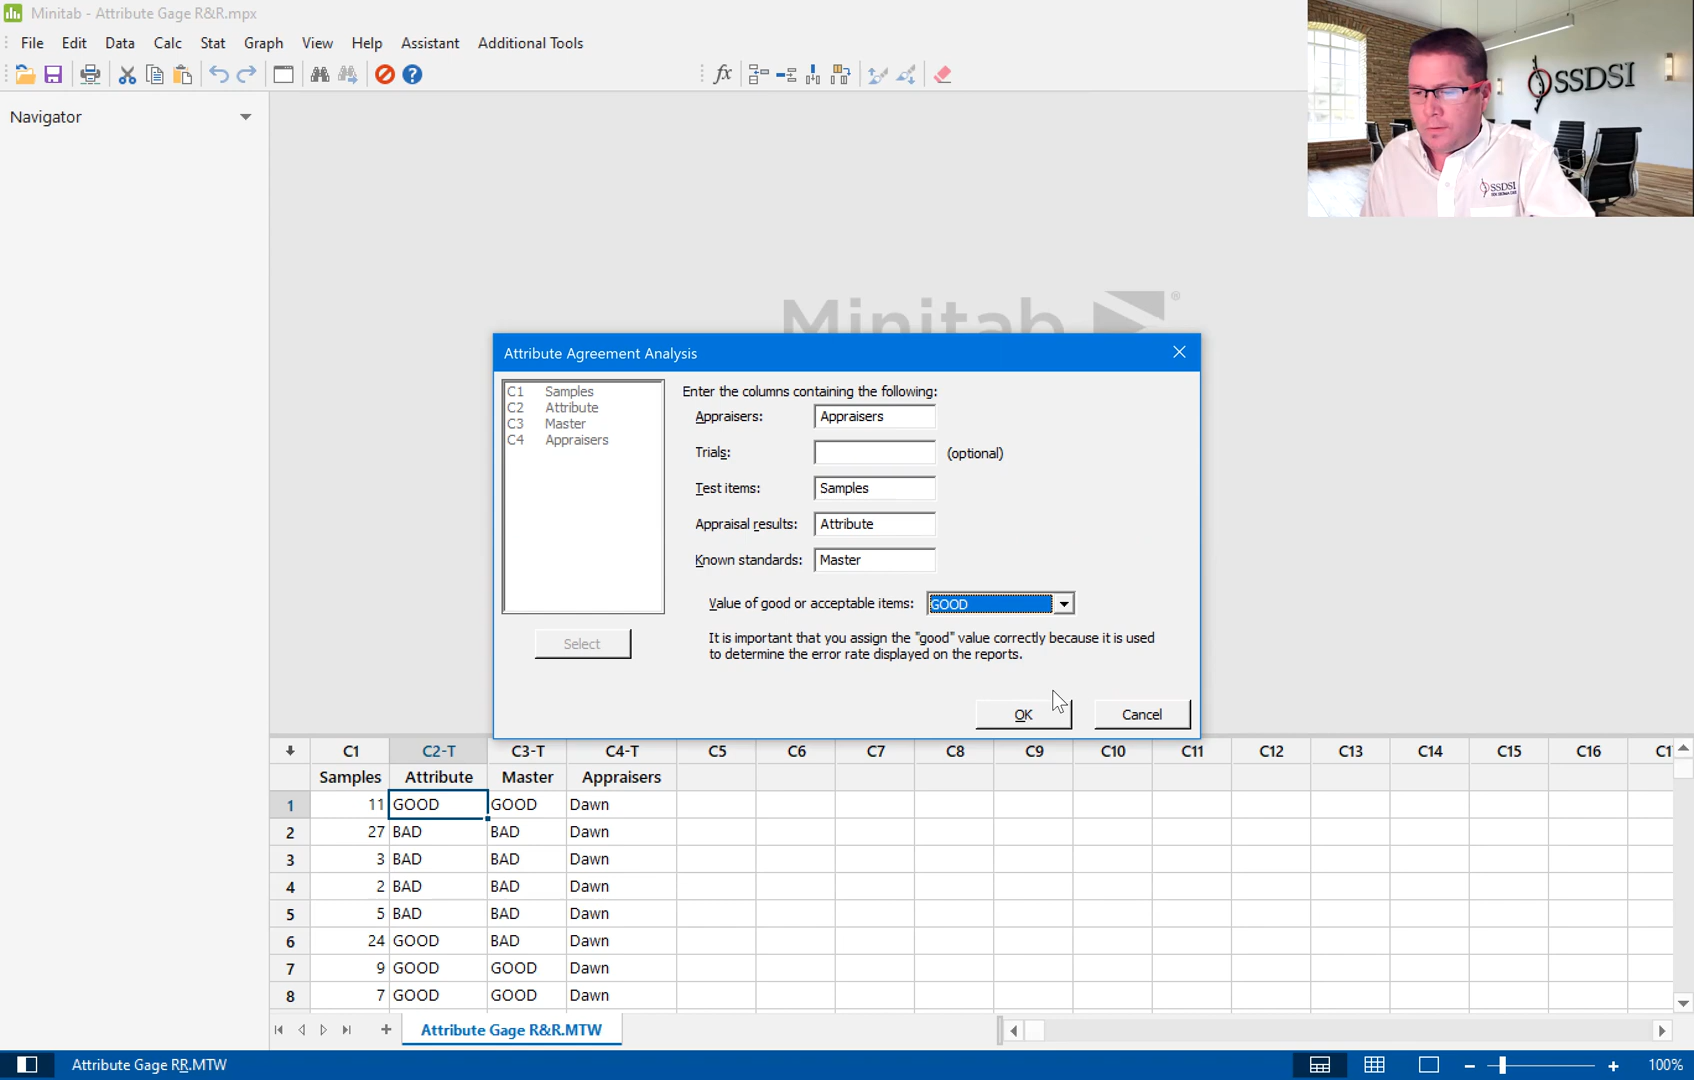 Minitab - Attribute Gage R&R.mpx
File Edit Data Calc Stat Graph View Help Assistant Additional Tools
fx
Navigator
SSDSI
SSDSI
Minitab
Attribute Agreement Analysis
C1 Samples
C2 Attribute
C3 Master
C4 Appraisers
Select
Enter the columns containing the following:
Appraisers: Appraisers
Trials: (optional)
Test items: Samples
Appraisal results: Attribute
Known standards: Master
Value of good or acceptable items: GOOD
It is important that you assign the "good" value correctly because it is used
to determine the error rate displayed on the reports.
OK Cancel
C1 C2-T C3-T C4-T C5 C6 C7 C8 C9 C10 C11 C12 C13 C14 C15 C16 C1
Samples Attribute Master Appraisers
1 11 GOOD GOOD Dawn
2 27 BAD BAD Dawn
3 3 BAD BAD Dawn
4 2 BAD BAD Dawn
5 5 BAD BAD Dawn
6 24 GOOD BAD Dawn
7 9 GOOD GOOD Dawn
8 7 GOOD GOOD Dawn
Attribute Gage R&R.MTW
Attribute Gage RR.MTW
100%